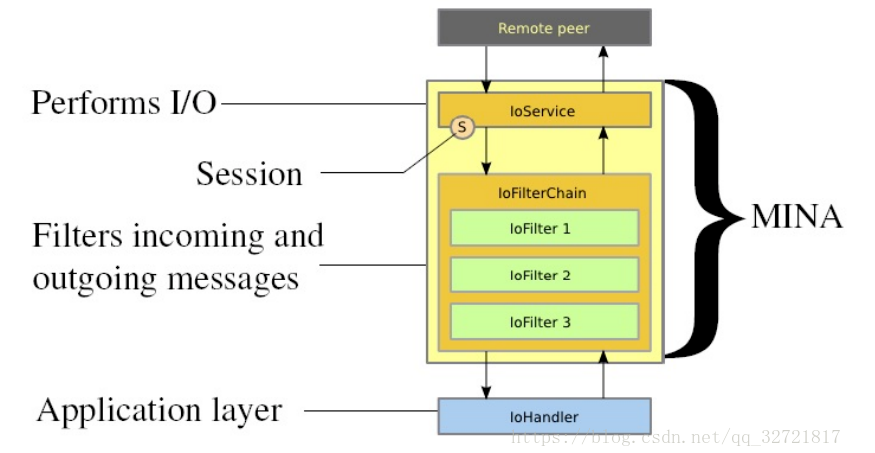 Remote peer
Performs I/O
IoService
S
Session
IoFilterChain
MINA
IoFilter 1
Filters incoming and
outgoing messages
IoFilter 2
IoFilter 3
Application layer
IoHandler
https://blog.csdn.net/qq_32721817